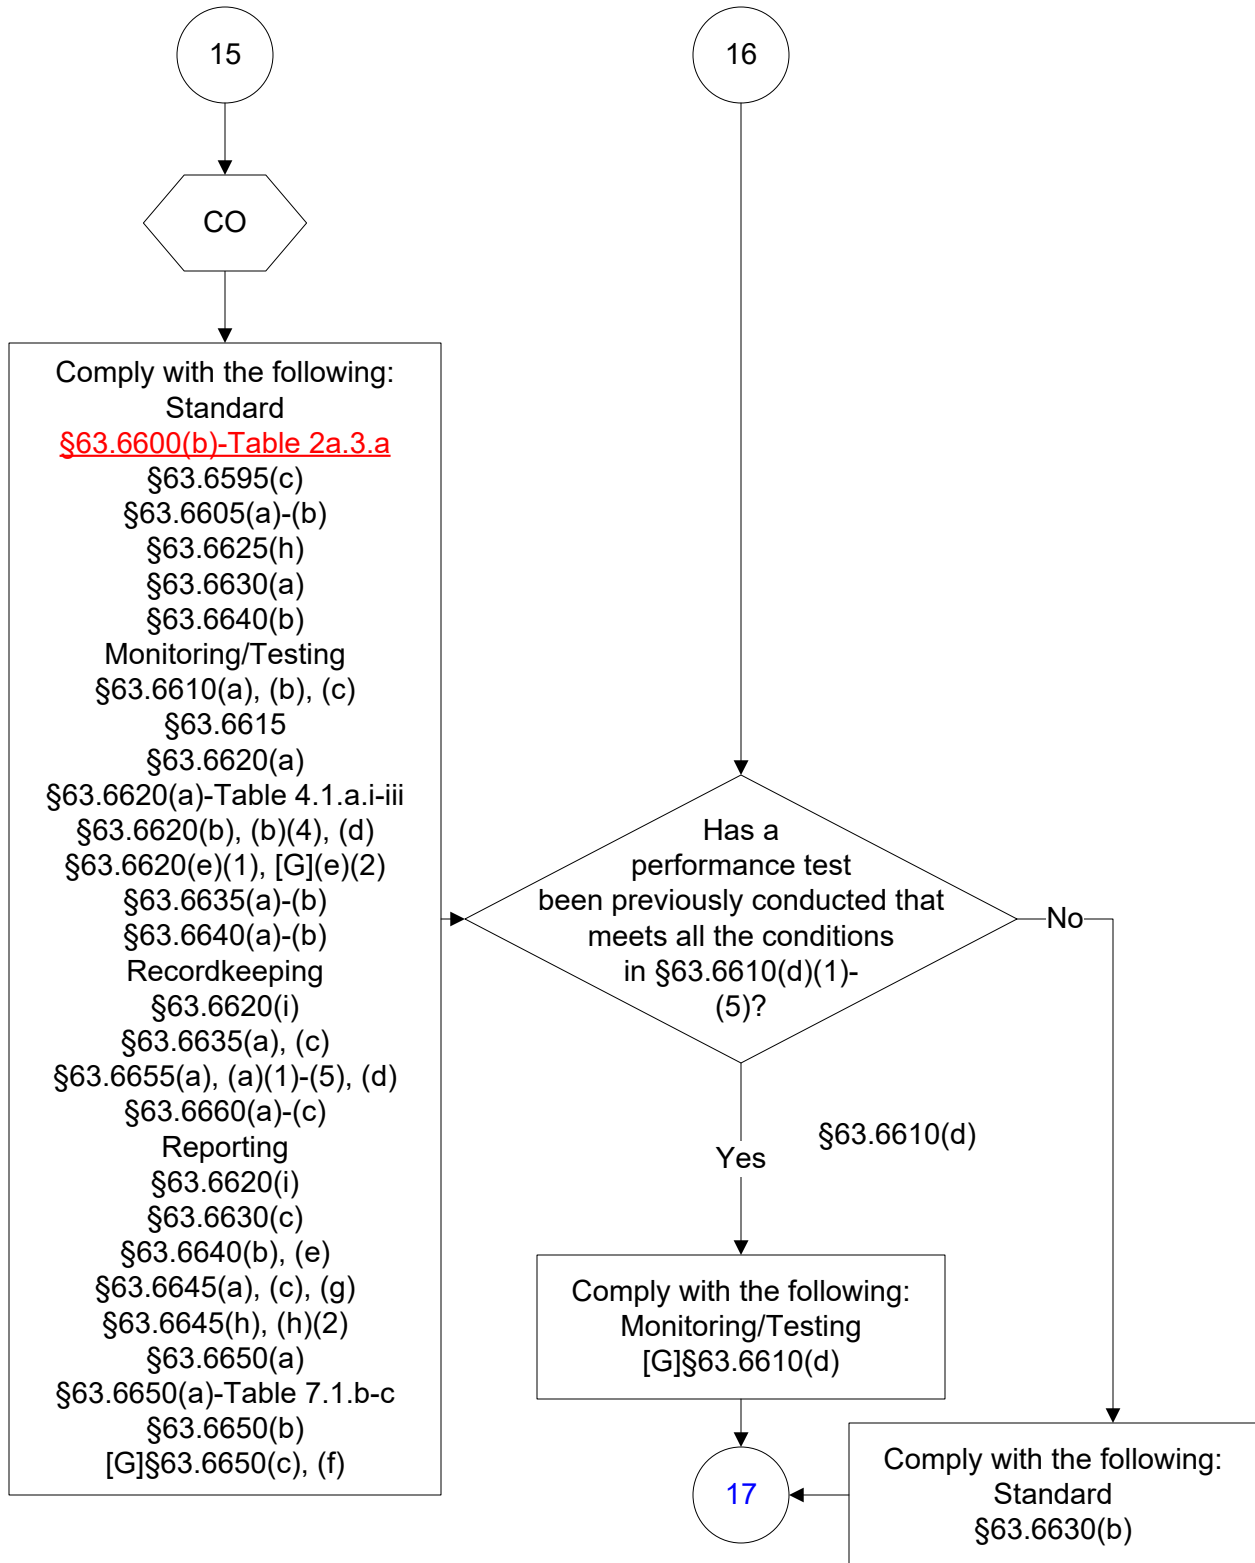 15
16
CO
Comply with the following:
Standard
§63.6600(b)-Table 2a.3.a
§63.6595(c)
§63.6605(a)-(b)
§63.6625(h)
§63.6630(a)
§63.6640(b)
Monitoring/Testing
§63.6610(a), (b), (c)
§63.6615
§63.6620(a)
§63.6620(a)-Table 4.1.a.i-iii
§63.6620(b), (b)(4), (d)
§63.6620(e)(1), [G](e)(2)
§63.6635(a)-(b)
§63.6640(a)-(b)
Recordkeeping
§63.6620(i)
§63.6635(a), (c)
§63.6655(a), (a)(1)-(5), (d)
§63.6660(a)-(c)
Reporting
§63.6620(i)
§63.6630(c)
§63.6640(b), (e)
§63.6645(a), (c), (g)
§63.6645(h), (h)(2)
§63.6650(a)
§63.6650(a)-Table 7.1.b-c
§63.6650(b)
[G]§63.6650(c), (f)
Has a
performance test
been previously conducted that
meets all the conditions
in §63.6610(d)(1)-
(5)?
No
§63.6610(d)
Yes
Comply with the following:
Monitoring/Testing
[G]§63.6610(d)
17
Comply with the following:
Standard
§63.6630(b)